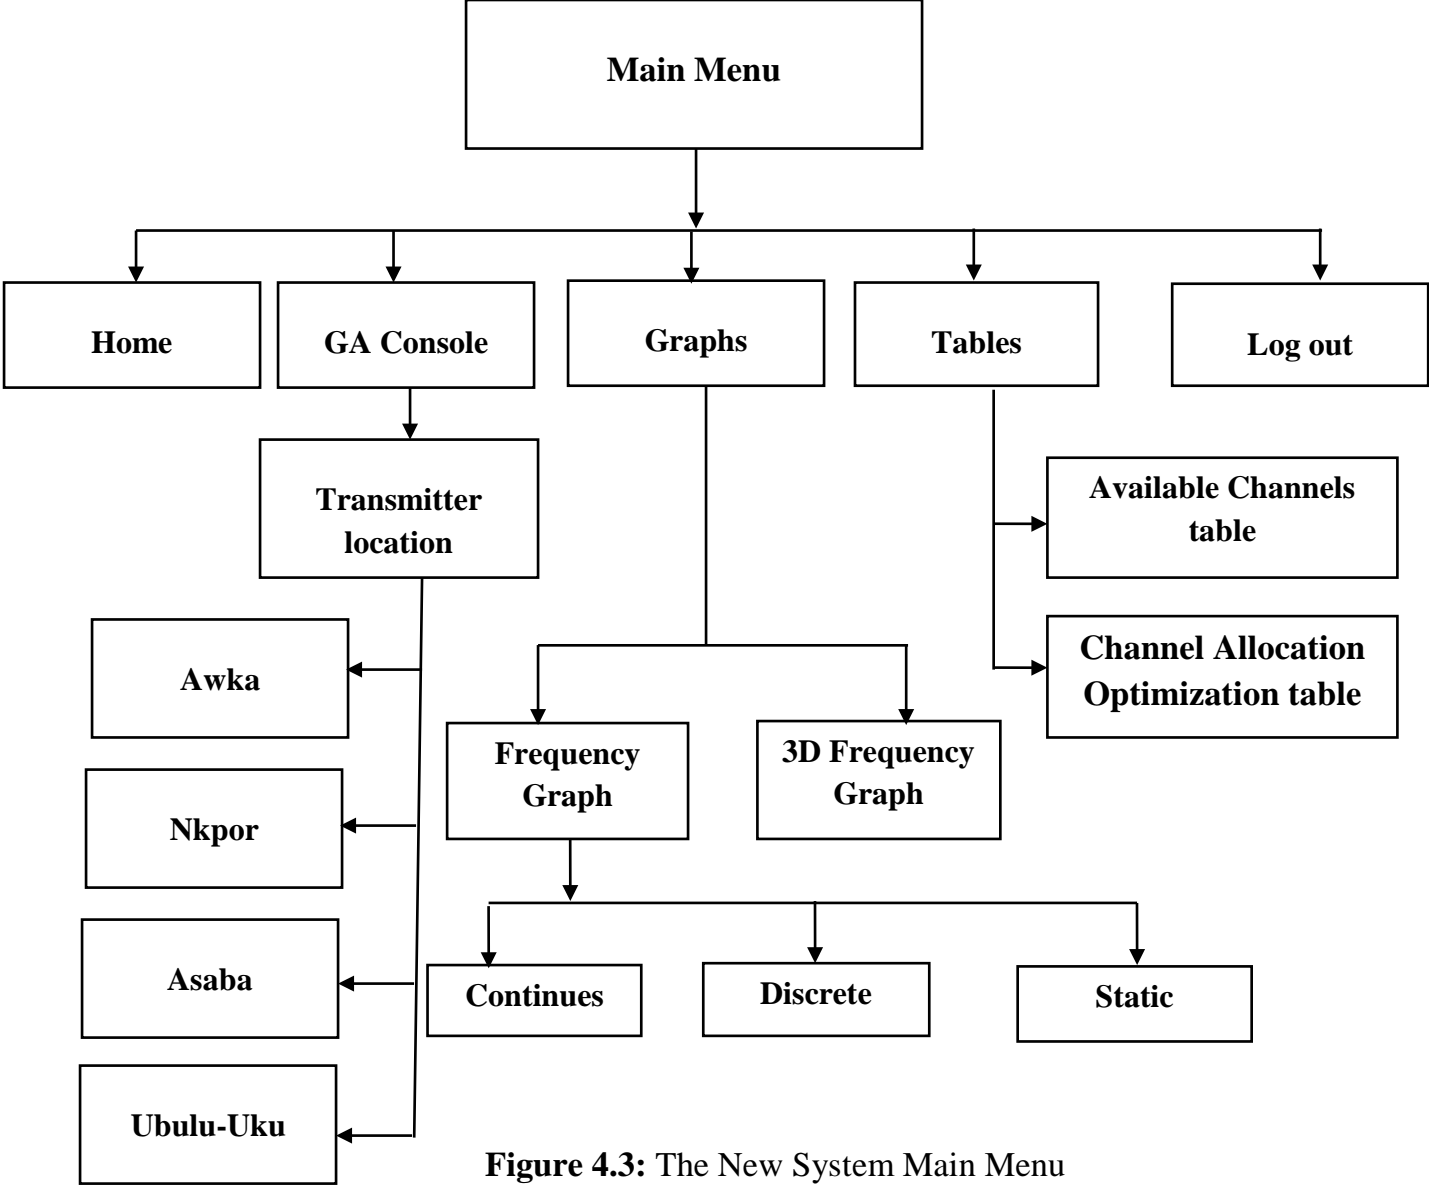 Main Menu
Home
GA Console
Graphs
Tables
Log out
Transmitter
location
Available Channels
table
Channel Allocation
Optimization table
Awka
Nkpor
Asaba
Ubulu-Uku
Frequency
Graph
3D Frequency
Graph
Continues
Discrete
Static
Figure 4.3: The New System Main Menu